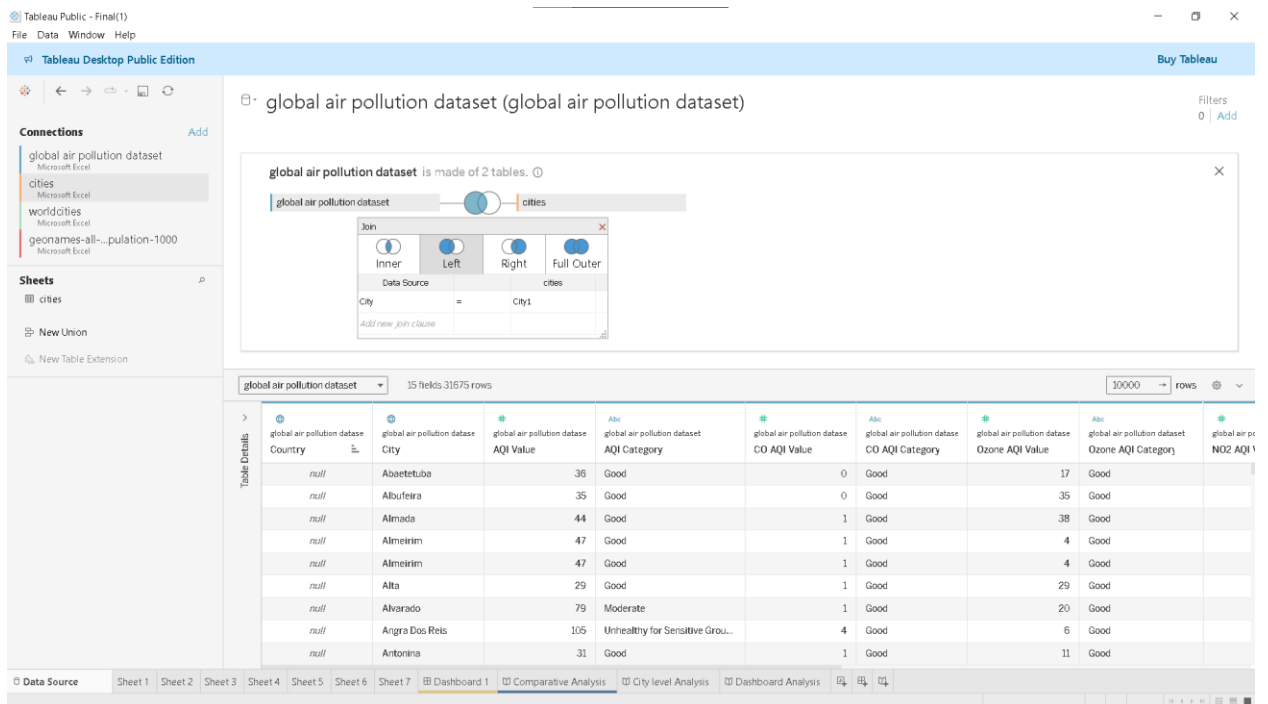 Tableau Public - Final(1)
File Data Window Help
Tableau Desktop Public Edition Buy Tableau
global air pollution dataset (global air pollution dataset)
Filters
0 Add
Connections Add
global air pollution dataset
Microsoft Excel
cities
Microsoft Excel
worldcities
Microsoft Excel
geonames-all-...pulation-1000
Microsoft Excel
Sheets
cities
New Union
New Table Extension
global air pollution dataset is made of 2 tables.
global air pollution dataset cities
Join
Inner Left Right Full Outer
Data Source cities
City = City1
Add new join clause
global air pollution dataset 15 fields 31675 rows 10000 → rows
Table Details
Abc Abc Abc
global air pollution datase global air pollution datase global air pollution datase global air pollution dataset global air pollution datase global air pollution datase global air pollution datase global air pollution dataset global air po
Country City AQI Value AQI Category CO AQI Value CO AQI Category Ozone AQI Value Ozone AQI Category NO2 AQI V
null Abaetetuba 36 Good 0 Good 17 Good
null Albufeira 35 Good 0 Good 35 Good
null Almada 44 Good 1 Good 38 Good
null Almeirim 47 Good 1 Good 4 Good
null Almeirim 47 Good 1 Good 4 Good
null Alta 29 Good 1 Good 29 Good
null Alvarado 79 Moderate 1 Good 20 Good
null Angra Dos Reis 105 Unhealthy for Sensitive Grou... 4 Good 6 Good
null Antonina 31 Good 1 Good 11 Good
Data Source Sheet 1 Sheet 2 Sheet 3 Sheet 4 Sheet 5 Sheet 6 Sheet 7 Dashboard 1 Comparative Analysis City level Analysis Dashboard Analysis